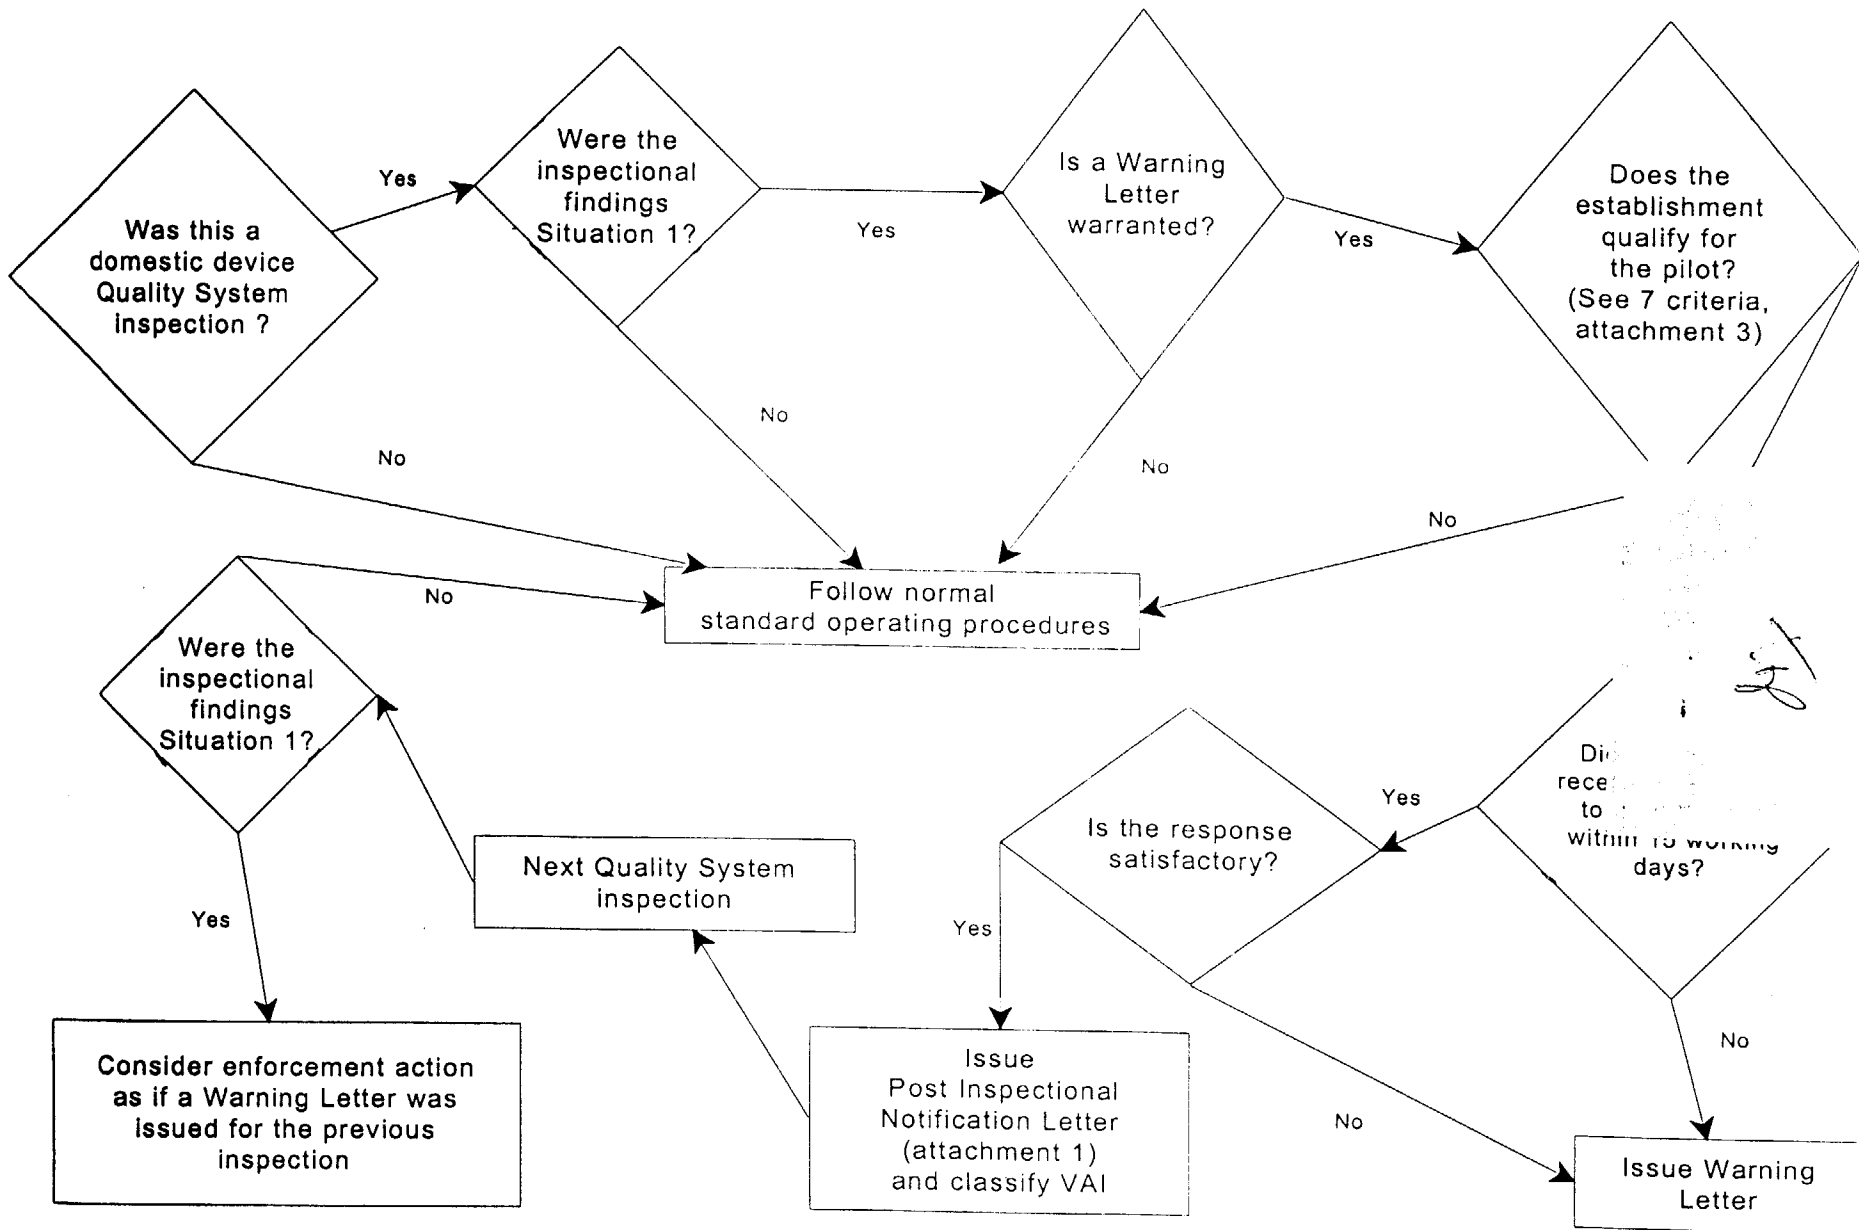 Was this a
domestic device
Quality System
inspection ?
Yes
No
Were the
inspectional
findings
Situation 1?
Yes
No
Is a Warning
Letter
warranted?
Yes
No
Does the
establishment
qualify for
the pilot?
(See 7 criteria,
attachment 3)
No
Follow normal
standard operating procedures
No
Were the
inspectional
findings
Situation 1?
Yes
Consider enforcement action
as if a Warning Letter was
issued for the previous
inspection
Next Quality System
inspection
Is the response
satisfactory?
Yes
Yes
No
Issue
Post Inspectional
Notification Letter
(attachment 1)
and classify VAI
to
within 15 working
days?
No
Issue Warning
Letter